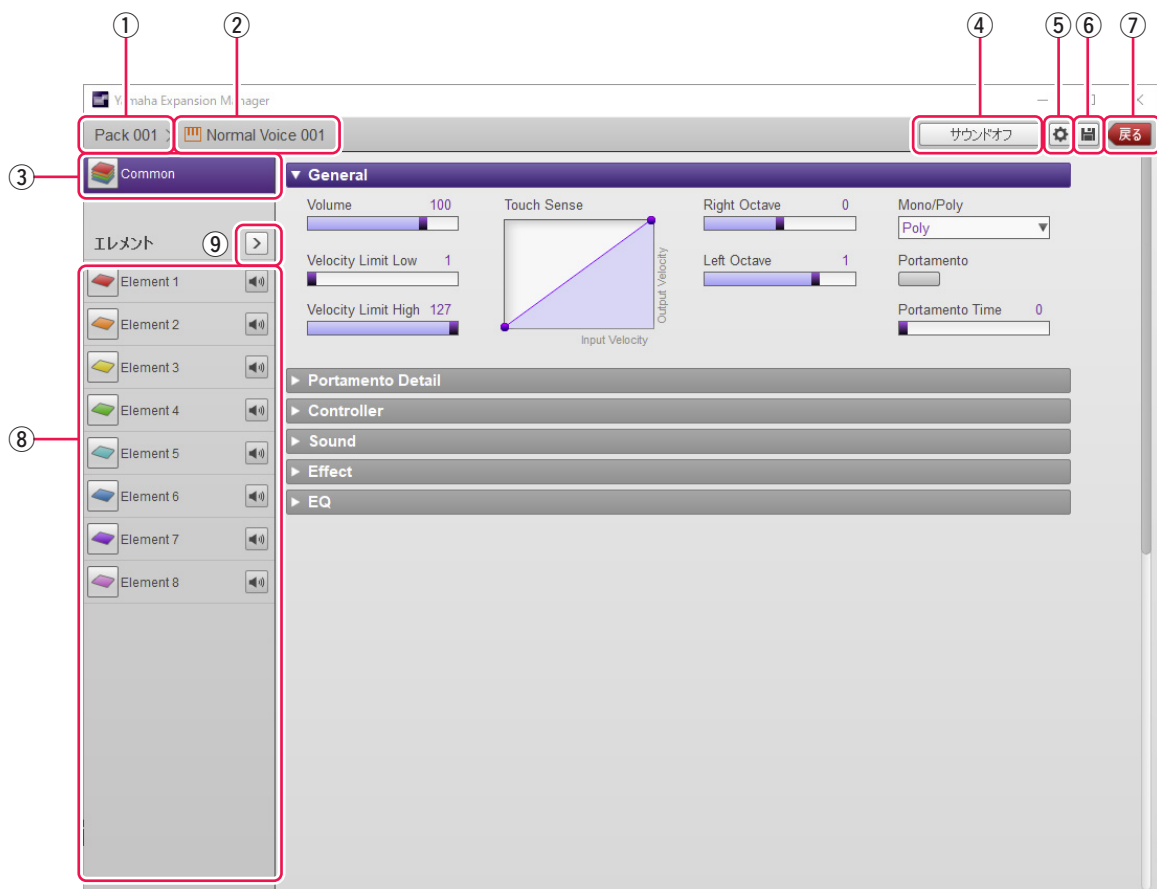 ① ② ④ ⑤ ⑥ ⑦
Yamaha Expansion Manager
Pack 001
Normal Voice 001
サウンドオフ
戻る
③
Common
エレメント
⑨
⑧
Element 1
Element 2
Element 3
Element 4
Element 5
Element 6
Element 7
Element 8
General
Volume 100
Velocity Limit Low 1
Velocity Limit High 127
Touch Sense
Output Velocity
Input Velocity
Right Octave 0
Left Octave 1
Mono/Poly
Poly
Portamento
Portamento Time 0
Portamento Detail
Controller
Sound
Effect
EQ